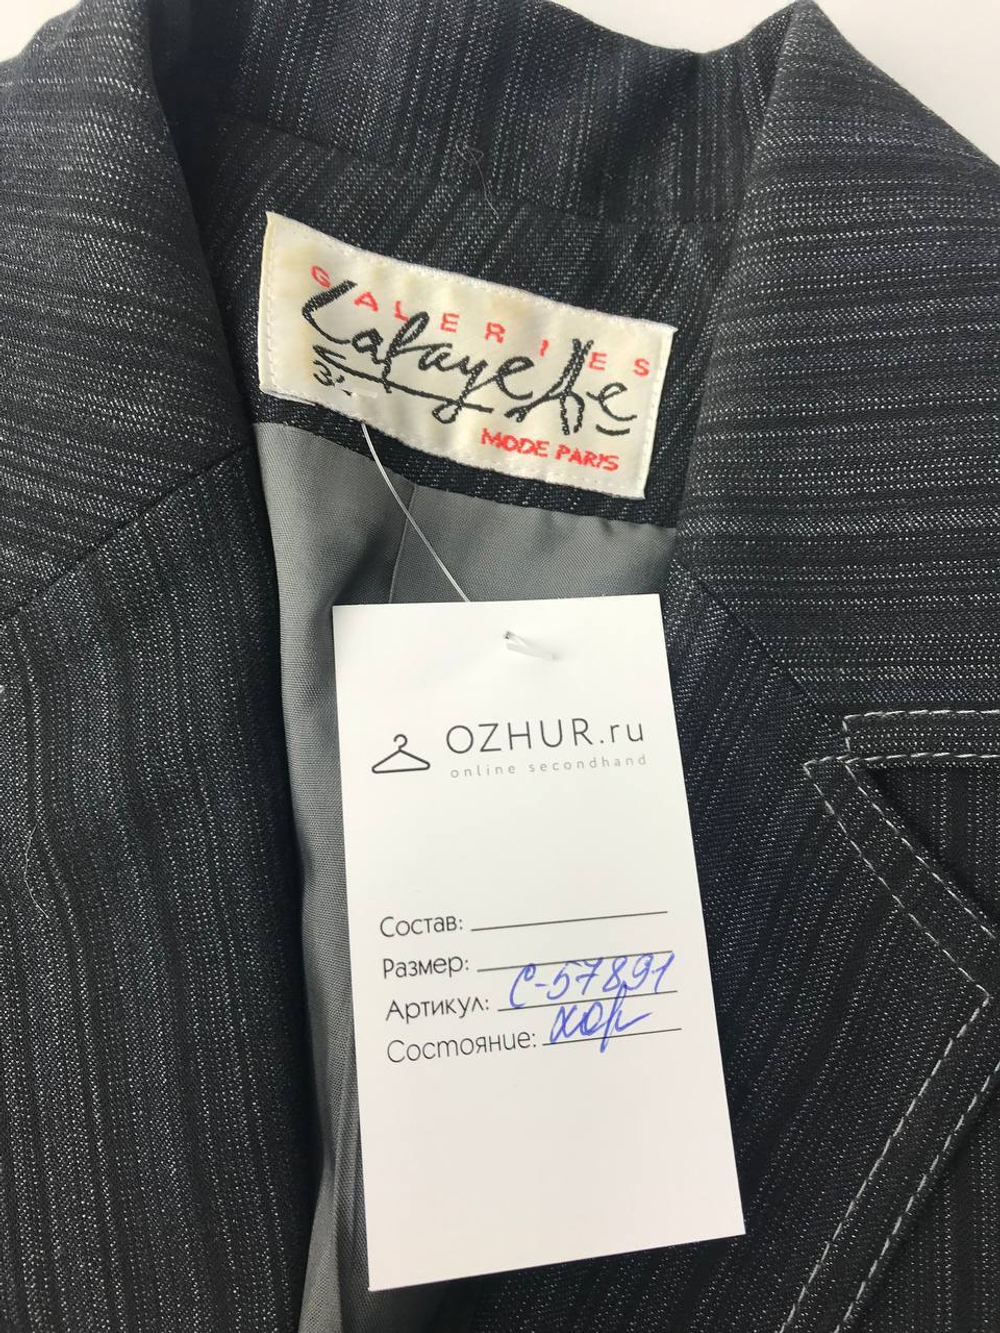 GALERIES
Lafayette
MODE PARIS
OZHUR.ru
online secondhand
Состав:
Размер:
Артикул: С-57891
Состояние: хор